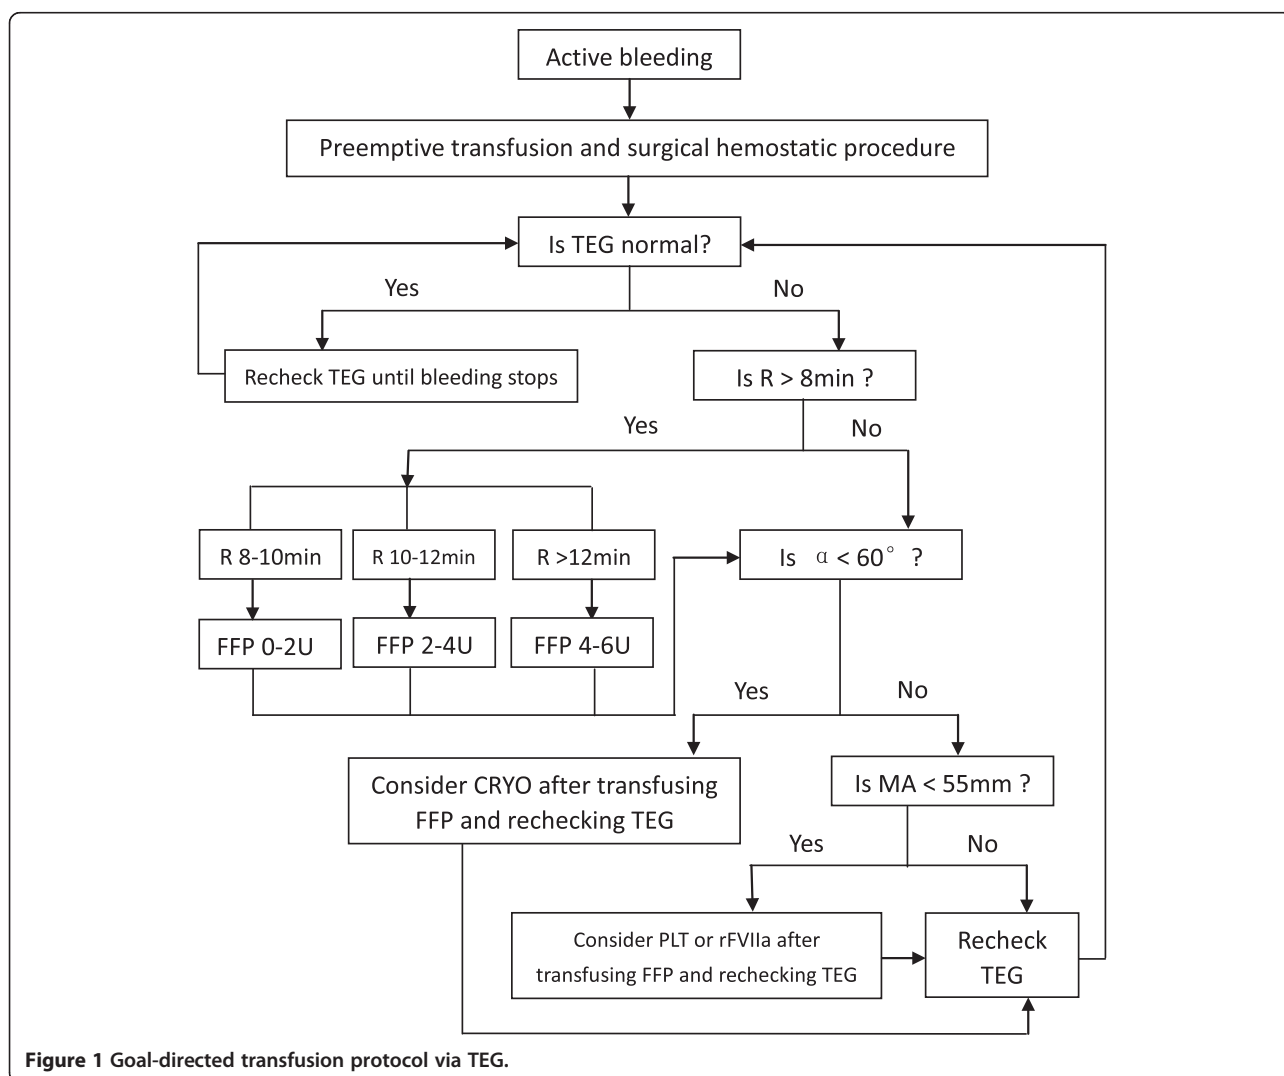 Active bleeding
Preemptive transfusion and surgical hemostatic procedure
Is TEG normal?
Yes
No
Recheck TEG until bleeding stops
Is R > 8min ?
Yes
No
R 8-10min
R 10-12min
R >12min
Is α < 60° ?
FFP 0-2U
FFP 2-4U
FFP 4-6U
Yes
No
Consider CRYO after transfusing
FFP and rechecking TEG
Is MA < 55mm ?
Yes
No
Consider PLT or rFVIIa after
transfusing FFP and rechecking TEG
Recheck
TEG
Figure 1 Goal-directed transfusion protocol via TEG.